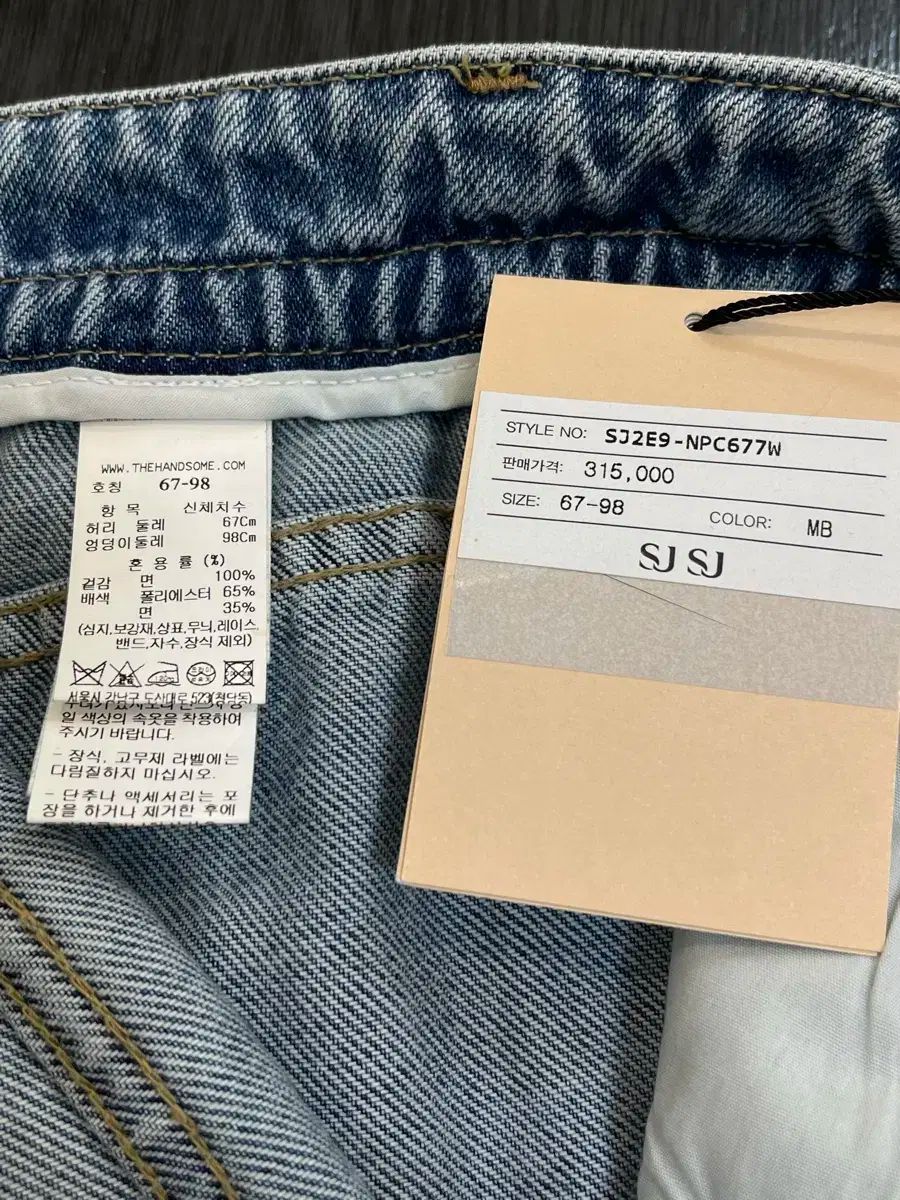 WWW.THEHANDSOME.COM
호칭 67-98
항 목 신체치수
허리 둘레 67Cm
엉덩이둘레 98Cm
혼 용 률 (%)
겉감 면 100%
배색 폴리에스터 65%
면 35%
(심지,보강재,상표,무늬,레이스,
밴드,자수,장식 제외)
서울시 강남구 도산대로 523(청담동)
일 색상의 속옷을 착용하여
주시기 바랍니다.
- 장식, 고무제 라벨에는
다림질하지 마십시오.
- 단추나 액세서리는 포
장을 하거나 제거한 후에
STYLE NO: SJ2E9-NPC677W
판매가격: 315,000
SIZE: 67-98 COLOR: MB
SJ SJ